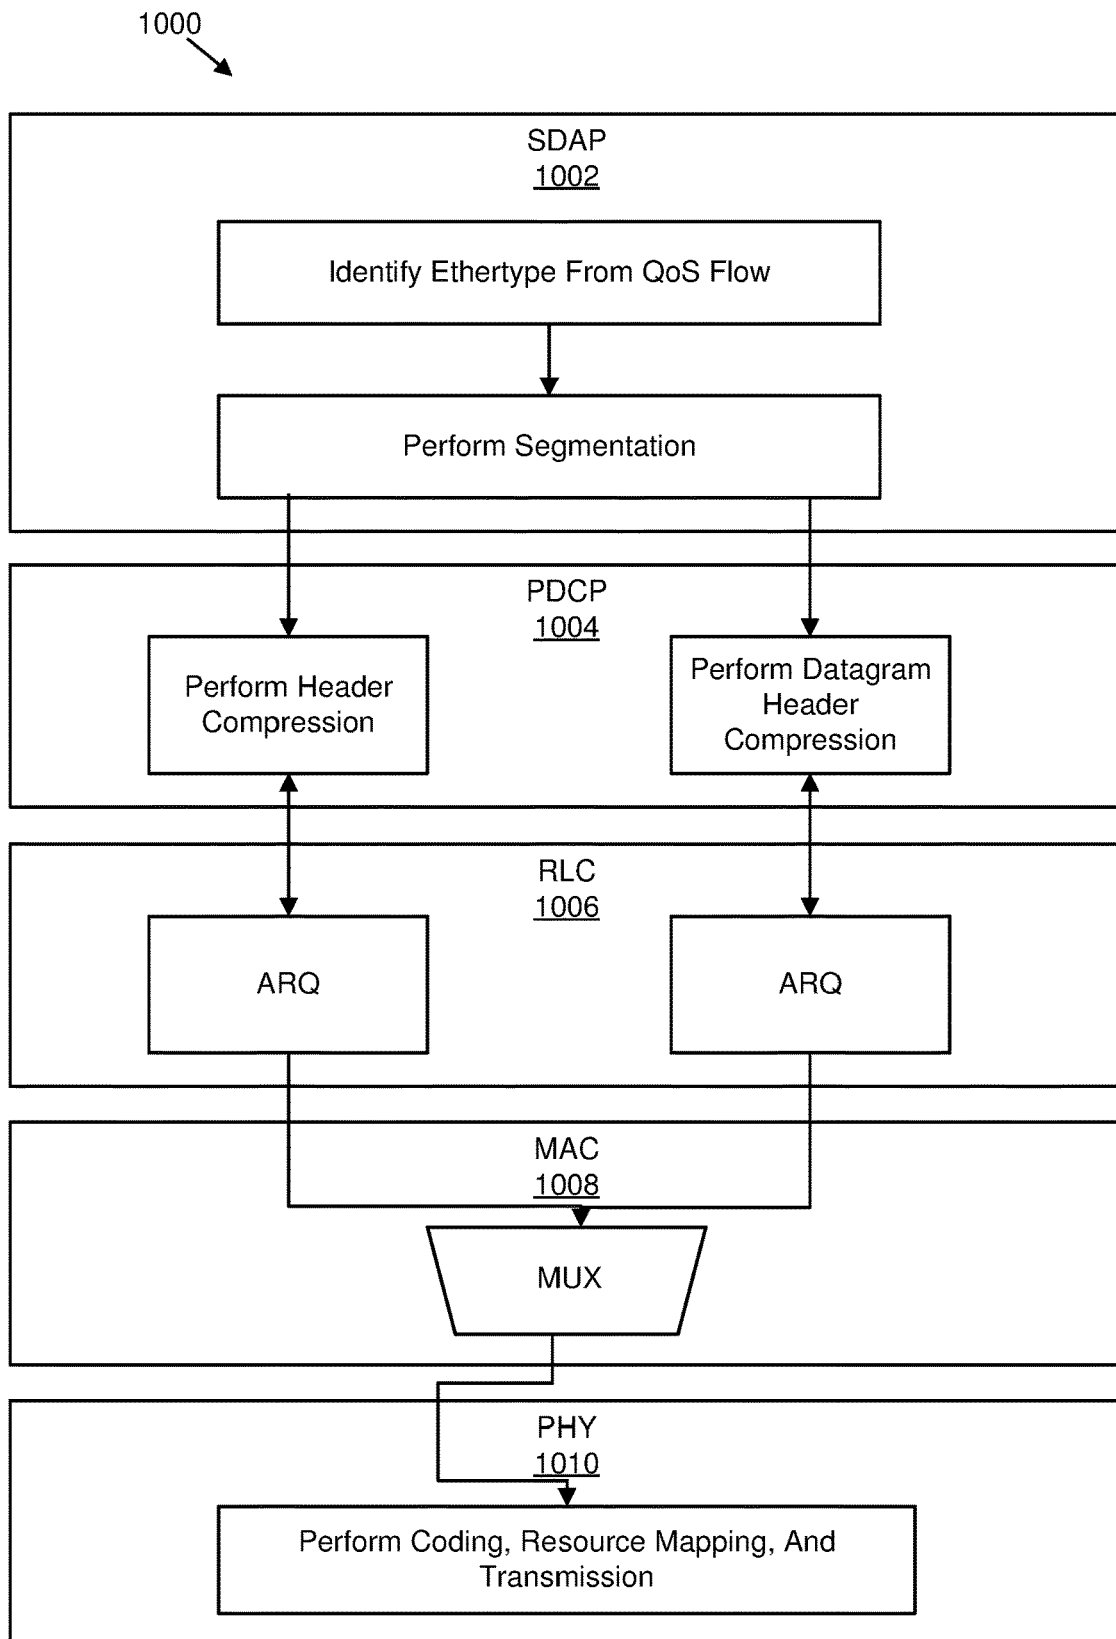 1000
SDAP
1002
Identify Ethertype From QoS Flow
Perform Segmentation
PDCP
1004
Perform Header
Compression
Perform Datagram
Header
Compression
RLC
1006
ARQ
ARQ
MAC
1008
MUX
PHY
1010
Perform Coding, Resource Mapping, And
Transmission